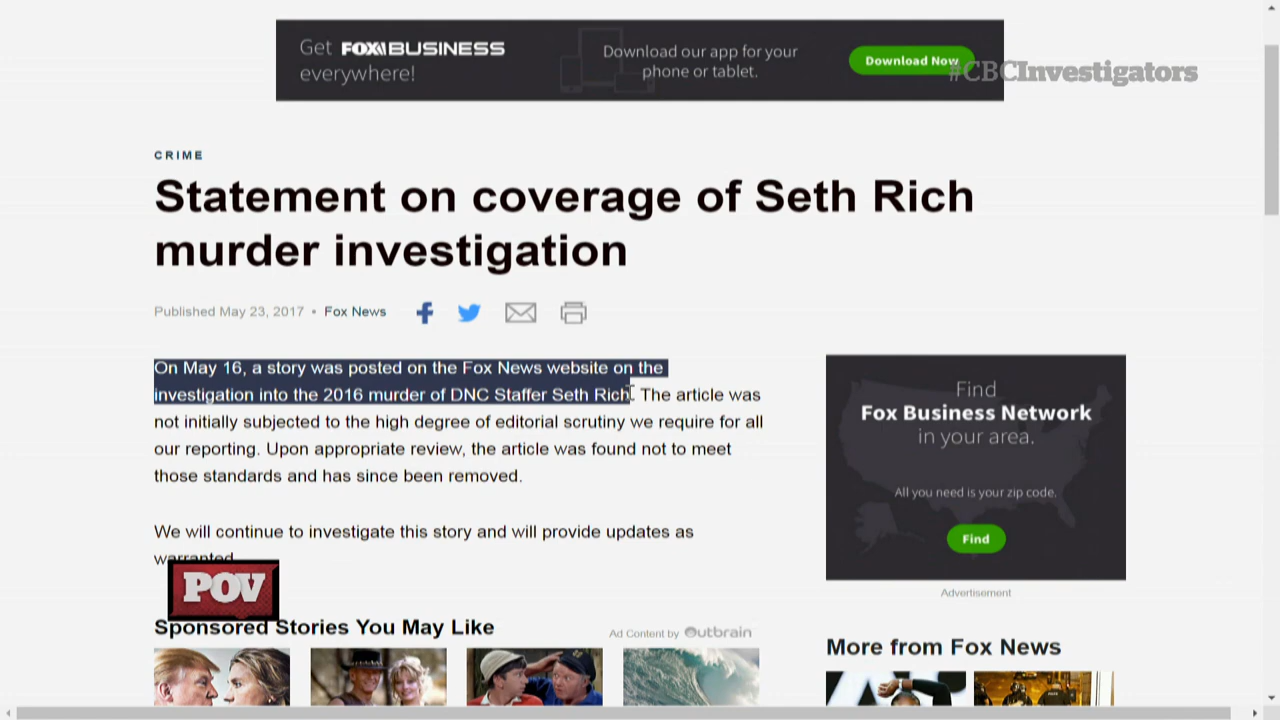 Get FOX BUSINESS
everywhere!
Download our app for your
phone or tablet.
Download Now
#CBCInvestigators
CRIME
Statement on coverage of Seth Rich
murder investigation
Published May 23, 2017 • Fox News
On May 16, a story was posted on the Fox News website on the
investigation into the 2016 murder of DNC Staffer Seth Rich. The article was
not initially subjected to the high degree of editorial scrutiny we require for all
our reporting. Upon appropriate review, the article was found not to meet
those standards and has since been removed.
We will continue to investigate this story and will provide updates as
warranted.
POV
Find
Fox Business Network
in your area.
All you need is your zip code.
Find
Advertisement
Sponsored Stories You May Like
Ad Content by Outbrain
More from Fox News